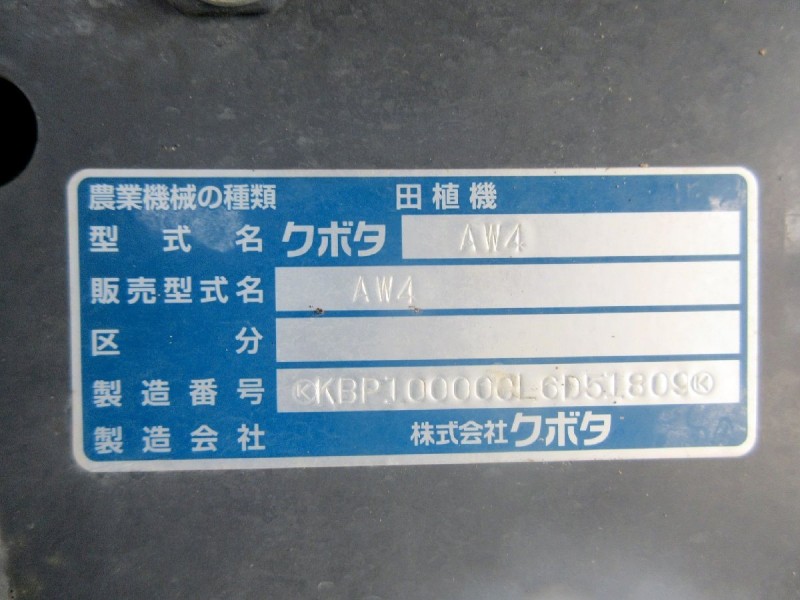 農業機械の種類 田植機
型式名 クボタ AW4
販売型式名 AW4
区分
製造番号 ⓀKBP10000CL6D51809Ⓚ
製造会社 株式会社クボタ